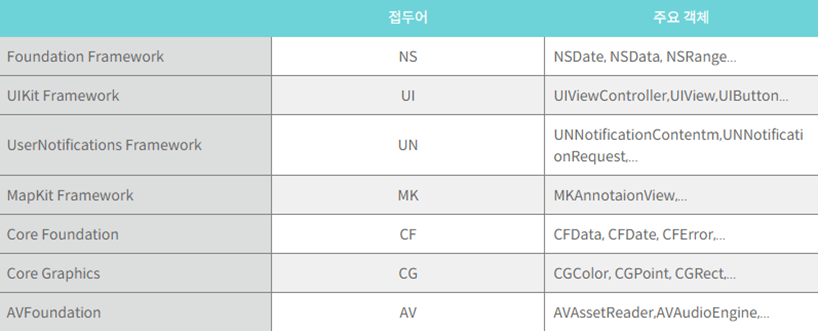 접두어 주요 객체
Foundation Framework NS NSDate, NSData, NSRange...
UIKit Framework UI UIViewController,UIView,UIButton...
UserNotifications Framework UN UNNotificationContentm,UNNotificati
onRequest,...
MapKit Framework MK MKAnnotaionView,...
Core Foundation CF CFData, CFDate, CFError,...
Core Graphics CG CGColor, CGPoint, CGRect,...
AVFoundation AV AVAssetReader,AVAudioEngine,...